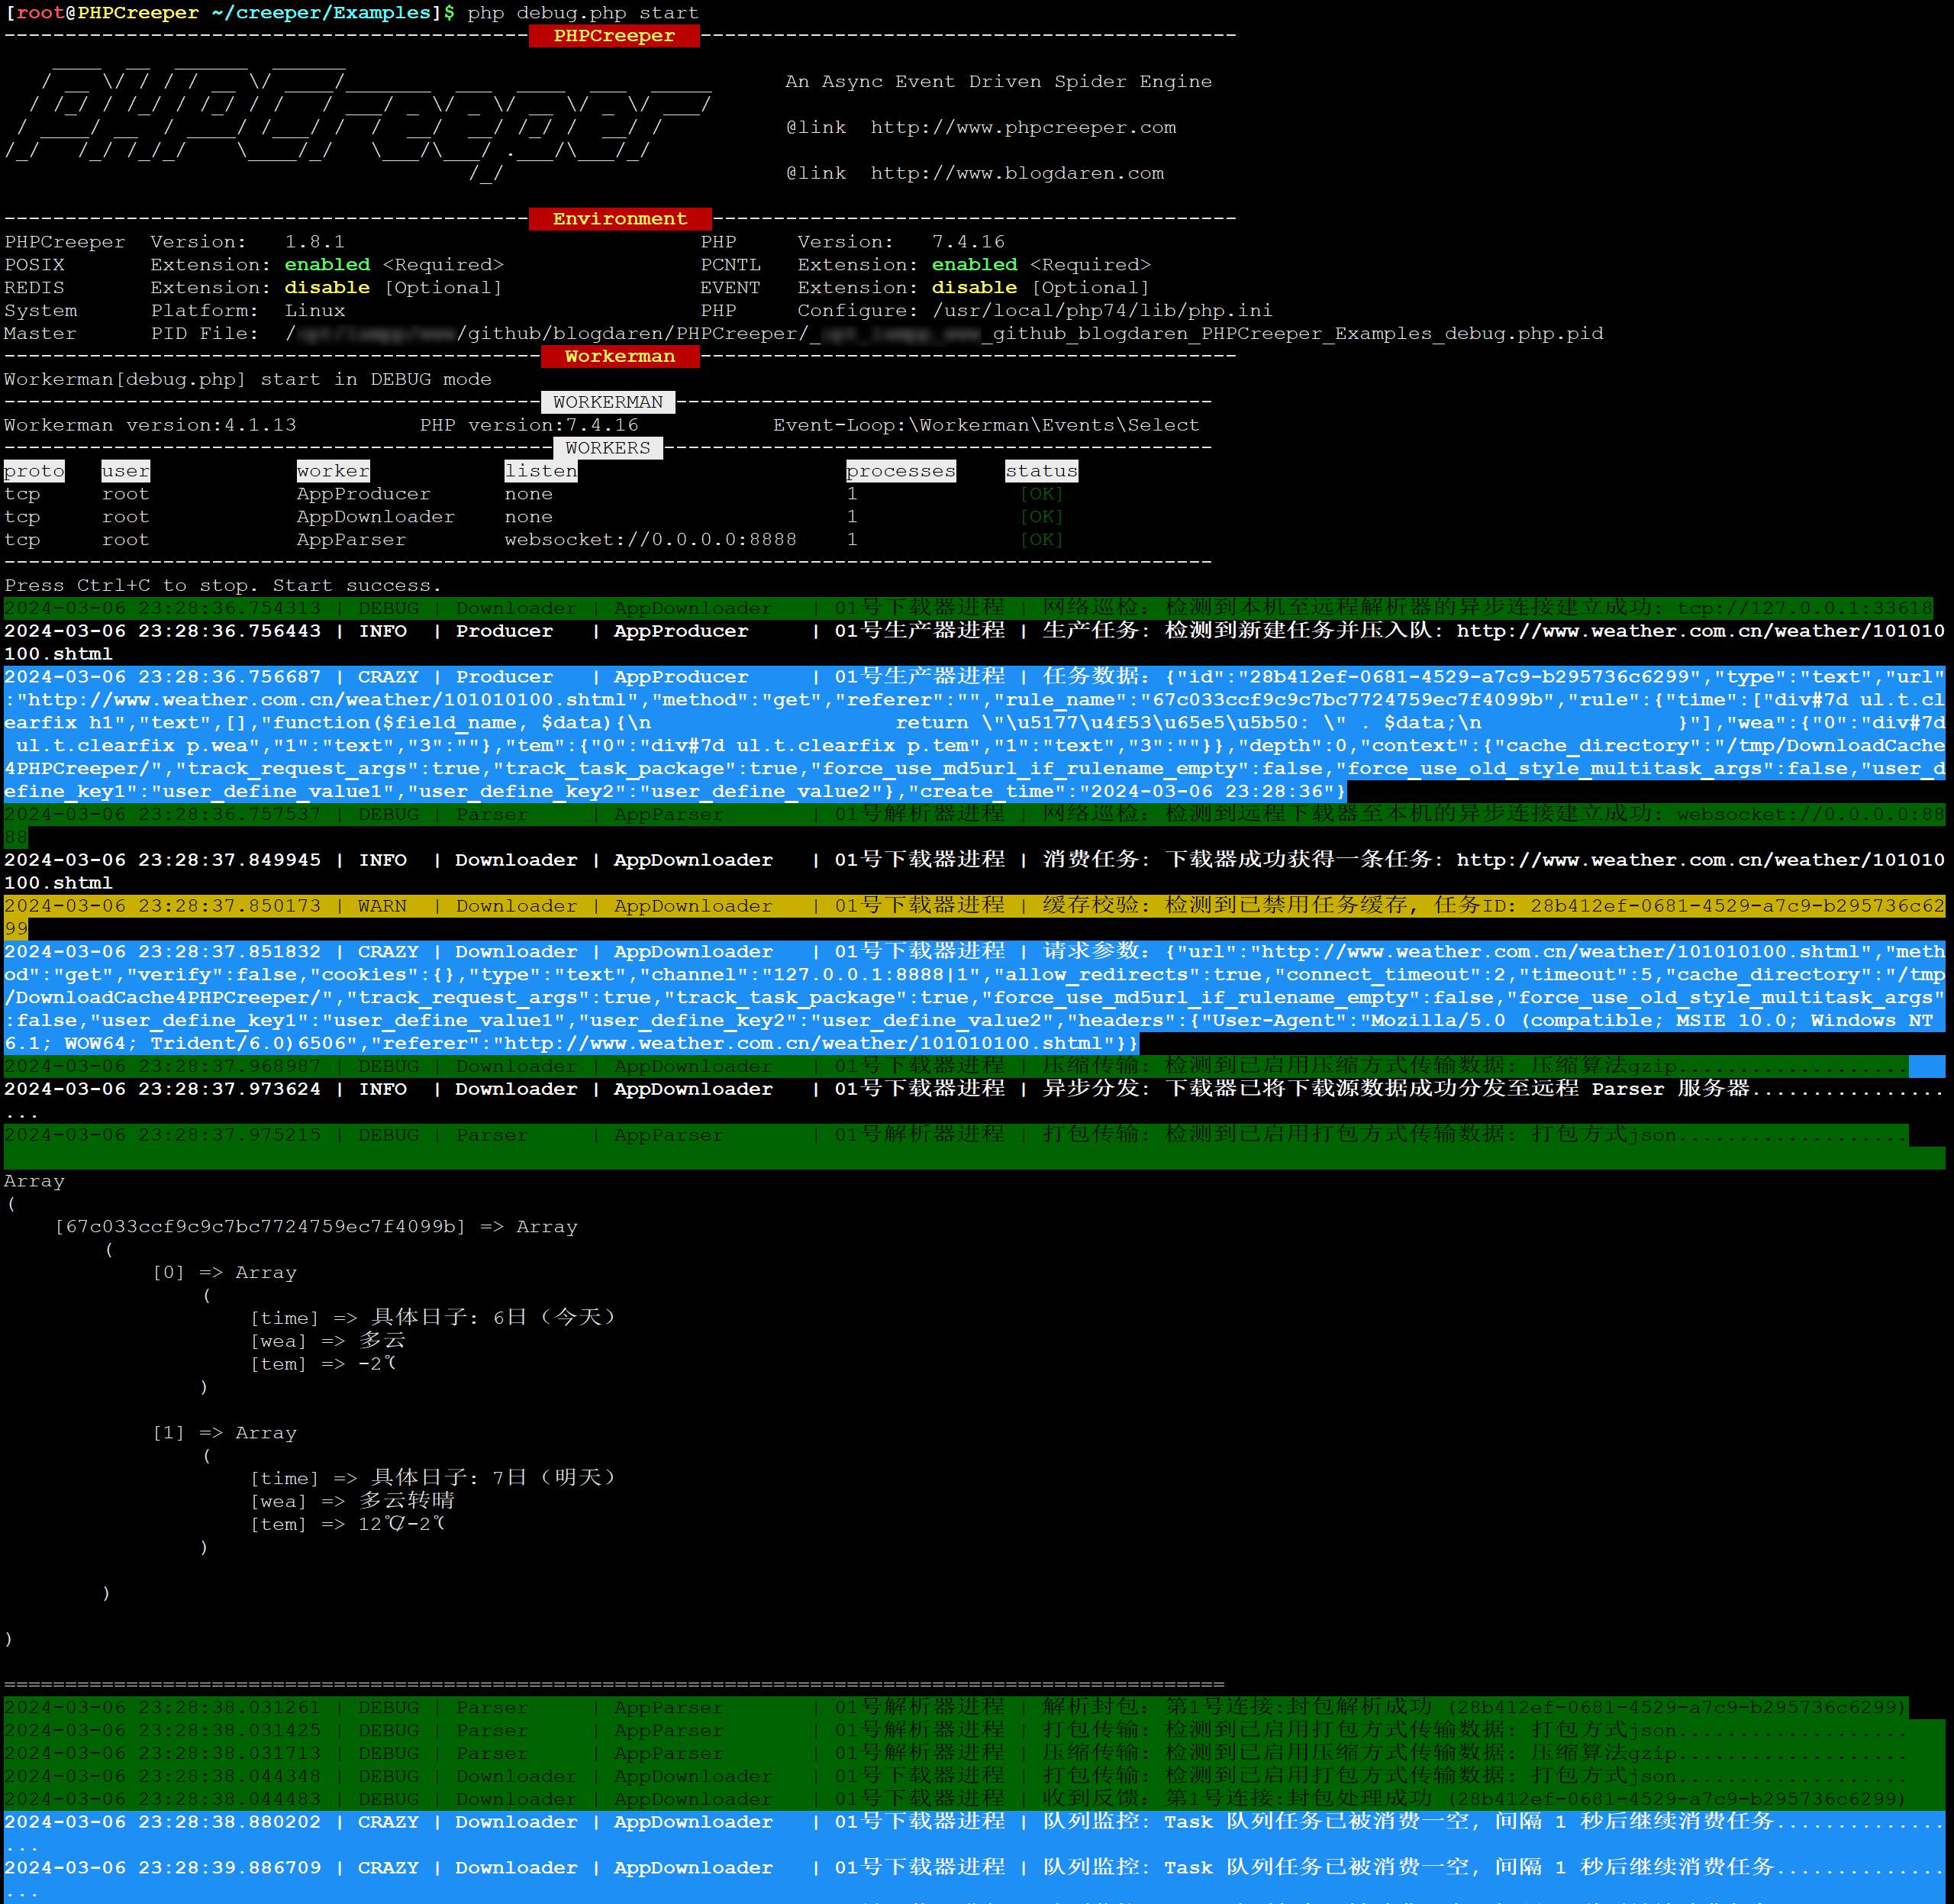 [root@PHPCreeper ~/creeper/Examples]$ php debug.php start
------------------------------------------- PHPCreeper --------------------------------------------
An Async Event Driven Spider Engine
@link  http://www.phpcreeper.com
@link  http://www.blogdaren.com
------------------------------------------- Environment -------------------------------------------
PHPCreeper  Version:   1.8.1    PHP     Version:   7.4.16
POSIX       Extension: enabled <Required>    PCNTL   Extension: enabled <Required>
REDIS       Extension: disable [Optional]    EVENT   Extension: disable [Optional]
System      Platform:  Linux    PHP     Configure: /usr/local/php74/lib/php.ini
Master      PID File:  /github/blogdaren/PHPCreeper/_github_blogdaren_PHPCreeper_Examples_debug.php.pid
-------------------------------------------- Workerman --------------------------------------------
Workerman[debug.php] start in DEBUG mode
-------------------------------------------- WORKERMAN --------------------------------------------
Workerman version:4.1.13          PHP version:7.4.16           Event-Loop:\Workerman\Events\Select
--------------------------------------------- WORKERS ---------------------------------------------
proto   user            worker           listen                      processes    status
tcp     root            AppProducer      none                        1             [OK]
tcp     root            AppDownloader    none                        1             [OK]
tcp     root            AppParser        websocket://0.0.0.0:8888    1             [OK]
---------------------------------------------------------------------------------------------------
Press Ctrl+C to stop. Start success.
2024-03-06 23:28:36.754313 | DEBUG | Downloader | AppDownloader   | 01号下载器进程 | 网络巡检: 检测到本机至远程解析器的异步连接建立成功: tcp://127.0.0.1:33618
2024-03-06 23:28:36.756443 | INFO  | Producer   | AppProducer     | 01号生产器进程 | 生产任务: 检测到新建任务并压入队: http://www.weather.com.cn/weather/101010
100.shtml
2024-03-06 23:28:36.756687 | CRAZY | Producer   | AppProducer     | 01号生产器进程 | 任务数据: {"id":"28b412ef-0681-4529-a7c9-b295736c6299","type":"text","url"
:"http://www.weather.com.cn/weather/101010100.shtml","method":"get","referer":"","rule_name":"67c033ccf9c9c7bc7724759ec7f4099b","rule":{"time":["div#7d ul.t.cl
earfix h1","text",[],"function($field_name, $data){\n                    return \"\u5177\u4f53\u65e5\u5b50: \" . $data;\n                }"],"wea":{"0":"div#7d
 ul.t.clearfix p.wea","1":"text","3":""},"tem":{"0":"div#7d ul.t.clearfix p.tem","1":"text","3":""}},"depth":0,"context":{"cache_directory":"/tmp/DownloadCache
4PHPCreeper/","track_request_args":true,"track_task_package":true,"force_use_md5url_if_rulename_empty":false,"force_use_old_style_multitask_args":false,"user_d
efine_key1":"user_define_value1","user_define_key2":"user_define_value2"},"create_time":"2024-03-06 23:28:36"}
2024-03-06 23:28:36.757537 | DEBUG | Parser     | AppParser       | 01号解析器进程 | 网络巡检: 检测到远程下载器至本机的异步连接建立成功: websocket://0.0.0.0:88
88
2024-03-06 23:28:37.849945 | INFO  | Downloader | AppDownloader   | 01号下载器进程 | 消费任务: 下载器成功获得一条任务: http://www.weather.com.cn/weather/101010
100.shtml
2024-03-06 23:28:37.850173 | WARN  | Downloader | AppDownloader   | 01号下载器进程 | 缓存校验: 检测到已禁用任务缓存, 任务ID: 28b412ef-0681-4529-a7c9-b295736c62
99
2024-03-06 23:28:37.851832 | CRAZY | Downloader | AppDownloader   | 01号下载器进程 | 请求参数: {"url":"http://www.weather.com.cn/weather/101010100.shtml","meth
od":"get","verify":false,"cookies":{},"type":"text","channel":"127.0.0.1:8888|1","allow_redirects":true,"connect_timeout":2,"timeout":5,"cache_directory":"/tmp
/DownloadCache4PHPCreeper/","track_request_args":true,"track_task_package":true,"force_use_md5url_if_rulename_empty":false,"force_use_old_style_multitask_args"
:false,"user_define_key1":"user_define_value1","user_define_key2":"user_define_value2","headers":{"User-Agent":"Mozilla/5.0 (compatible; MSIE 10.0; Windows NT
6.1; WOW64; Trident/6.0)6506","referer":"http://www.weather.com.cn/weather/101010100.shtml"}}
2024-03-06 23:28:37.968987 | DEBUG | Downloader | AppDownloader   | 01号下载器进程 | 压缩传输: 检测到已启用压缩方式传输数据: 压缩算法gzip...................
2024-03-06 23:28:37.973624 | INFO  | Downloader | AppDownloader   | 01号下载器进程 | 异步分发: 下载器已将下载源数据成功分发至远程 Parser 服务器................
...
2024-03-06 23:28:37.975215 | DEBUG | Parser     | AppParser       | 01号解析器进程 | 打包传输: 检测到已启用打包方式传输数据: 打包方式json...................
Array
(
    [67c033ccf9c9c7bc7724759ec7f4099b] => Array
        (
            [0] => Array
                (
                    [time] => 具体日子: 6日（今天）
                    [wea] => 多云
                    [tem] => -2℃
                )
            [1] => Array
                (
                    [time] => 具体日子: 7日（明天）
                    [wea] => 多云转晴
                    [tem] => 12℃/-2℃
                )
        )
)
====================================================================================================
2024-03-06 23:28:38.031261 | DEBUG | Parser     | AppParser       | 01号解析器进程 | 解析封包: 第1号连接:封包解析成功 (28b412ef-0681-4529-a7c9-b295736c6299)
2024-03-06 23:28:38.031425 | DEBUG | Parser     | AppParser       | 01号解析器进程 | 打包传输: 检测到已启用打包方式传输数据: 打包方式json...................
2024-03-06 23:28:38.031713 | DEBUG | Parser     | AppParser       | 01号解析器进程 | 压缩传输: 检测到已启用压缩方式传输数据: 压缩算法gzip...................
2024-03-06 23:28:38.044348 | DEBUG | Downloader | AppDownloader   | 01号下载器进程 | 打包传输: 检测到已启用打包方式传输数据: 打包方式json...................
2024-03-06 23:28:38.044483 | DEBUG | Downloader | AppDownloader   | 01号下载器进程 | 收到反馈: 第1号连接:封包处理成功 (28b412ef-0681-4529-a7c9-b295736c6299)
2024-03-06 23:28:38.880202 | CRAZY | Downloader | AppDownloader   | 01号下载器进程 | 队列监控: Task 队列任务已被消费一空, 间隔 1 秒后继续消费任务..............
...
2024-03-06 23:28:39.886709 | CRAZY | Downloader | AppDownloader   | 01号下载器进程 | 队列监控: Task 队列任务已被消费一空, 间隔 1 秒后继续消费任务..............
...